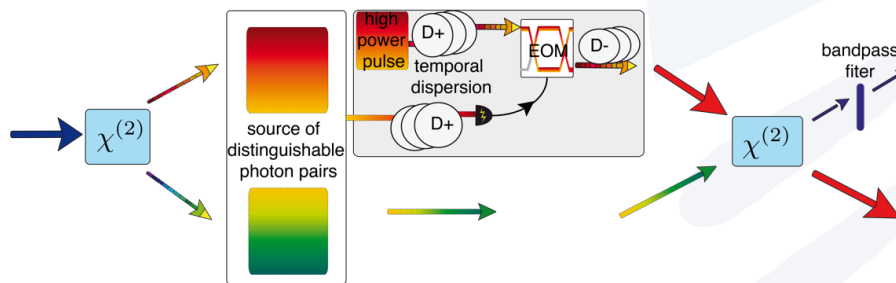 χ(2)
source of
distinguishable
photon pairs
high
power
pulse
D+
temporal
dispersion
D+
EOM
D-
χ(2)
bandpass
fiter